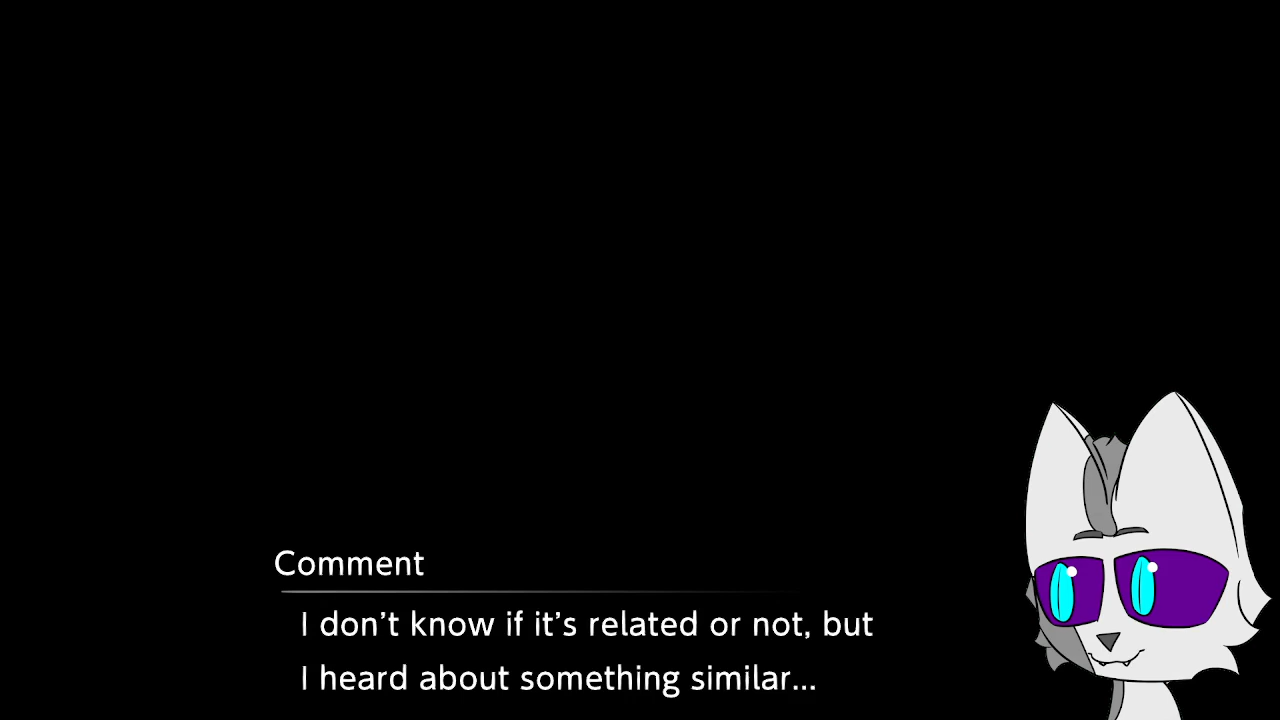 Comment
I don’t know if it’s related or not, but
I heard about something similar...